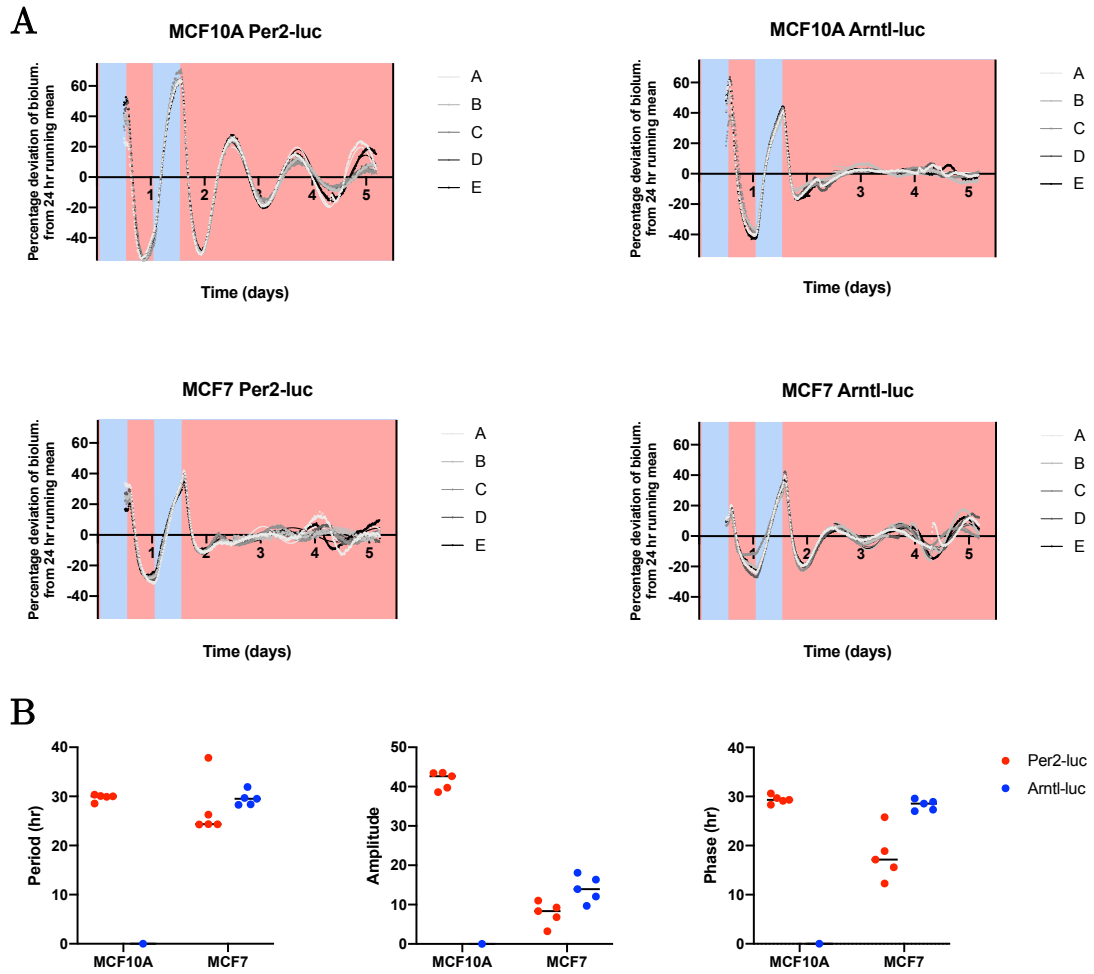 A
MCF10A Per2-luc
Percentage deviation of biolum.
from 24 hr running mean
60
40
20
0
-20
-40
1
2
3
4
5
Time (days)
A
B
C
D
E
MCF10A Arntl-luc
Percentage deviation of biolum.
from 24 hr running mean
60
40
20
0
-20
-40
1
2
3
4
5
Time (days)
A
B
C
D
E
MCF7 Per2-luc
Percentage deviation of biolum.
from 24 hr running mean
60
40
20
0
-20
-40
1
2
3
4
5
Time (days)
A
B
C
D
E
MCF7 Arntl-luc
Percentage deviation of biolum.
from 24 hr running mean
60
40
20
0
-20
-40
1
2
3
4
5
Time (days)
A
B
C
D
E
B
Period (hr)
40
30
20
10
0
MCF10A
MCF7
Amplitude
50
40
30
20
10
0
MCF10A
MCF7
Phase (hr)
40
30
20
10
0
MCF10A
MCF7
Per2-luc
Arntl-luc